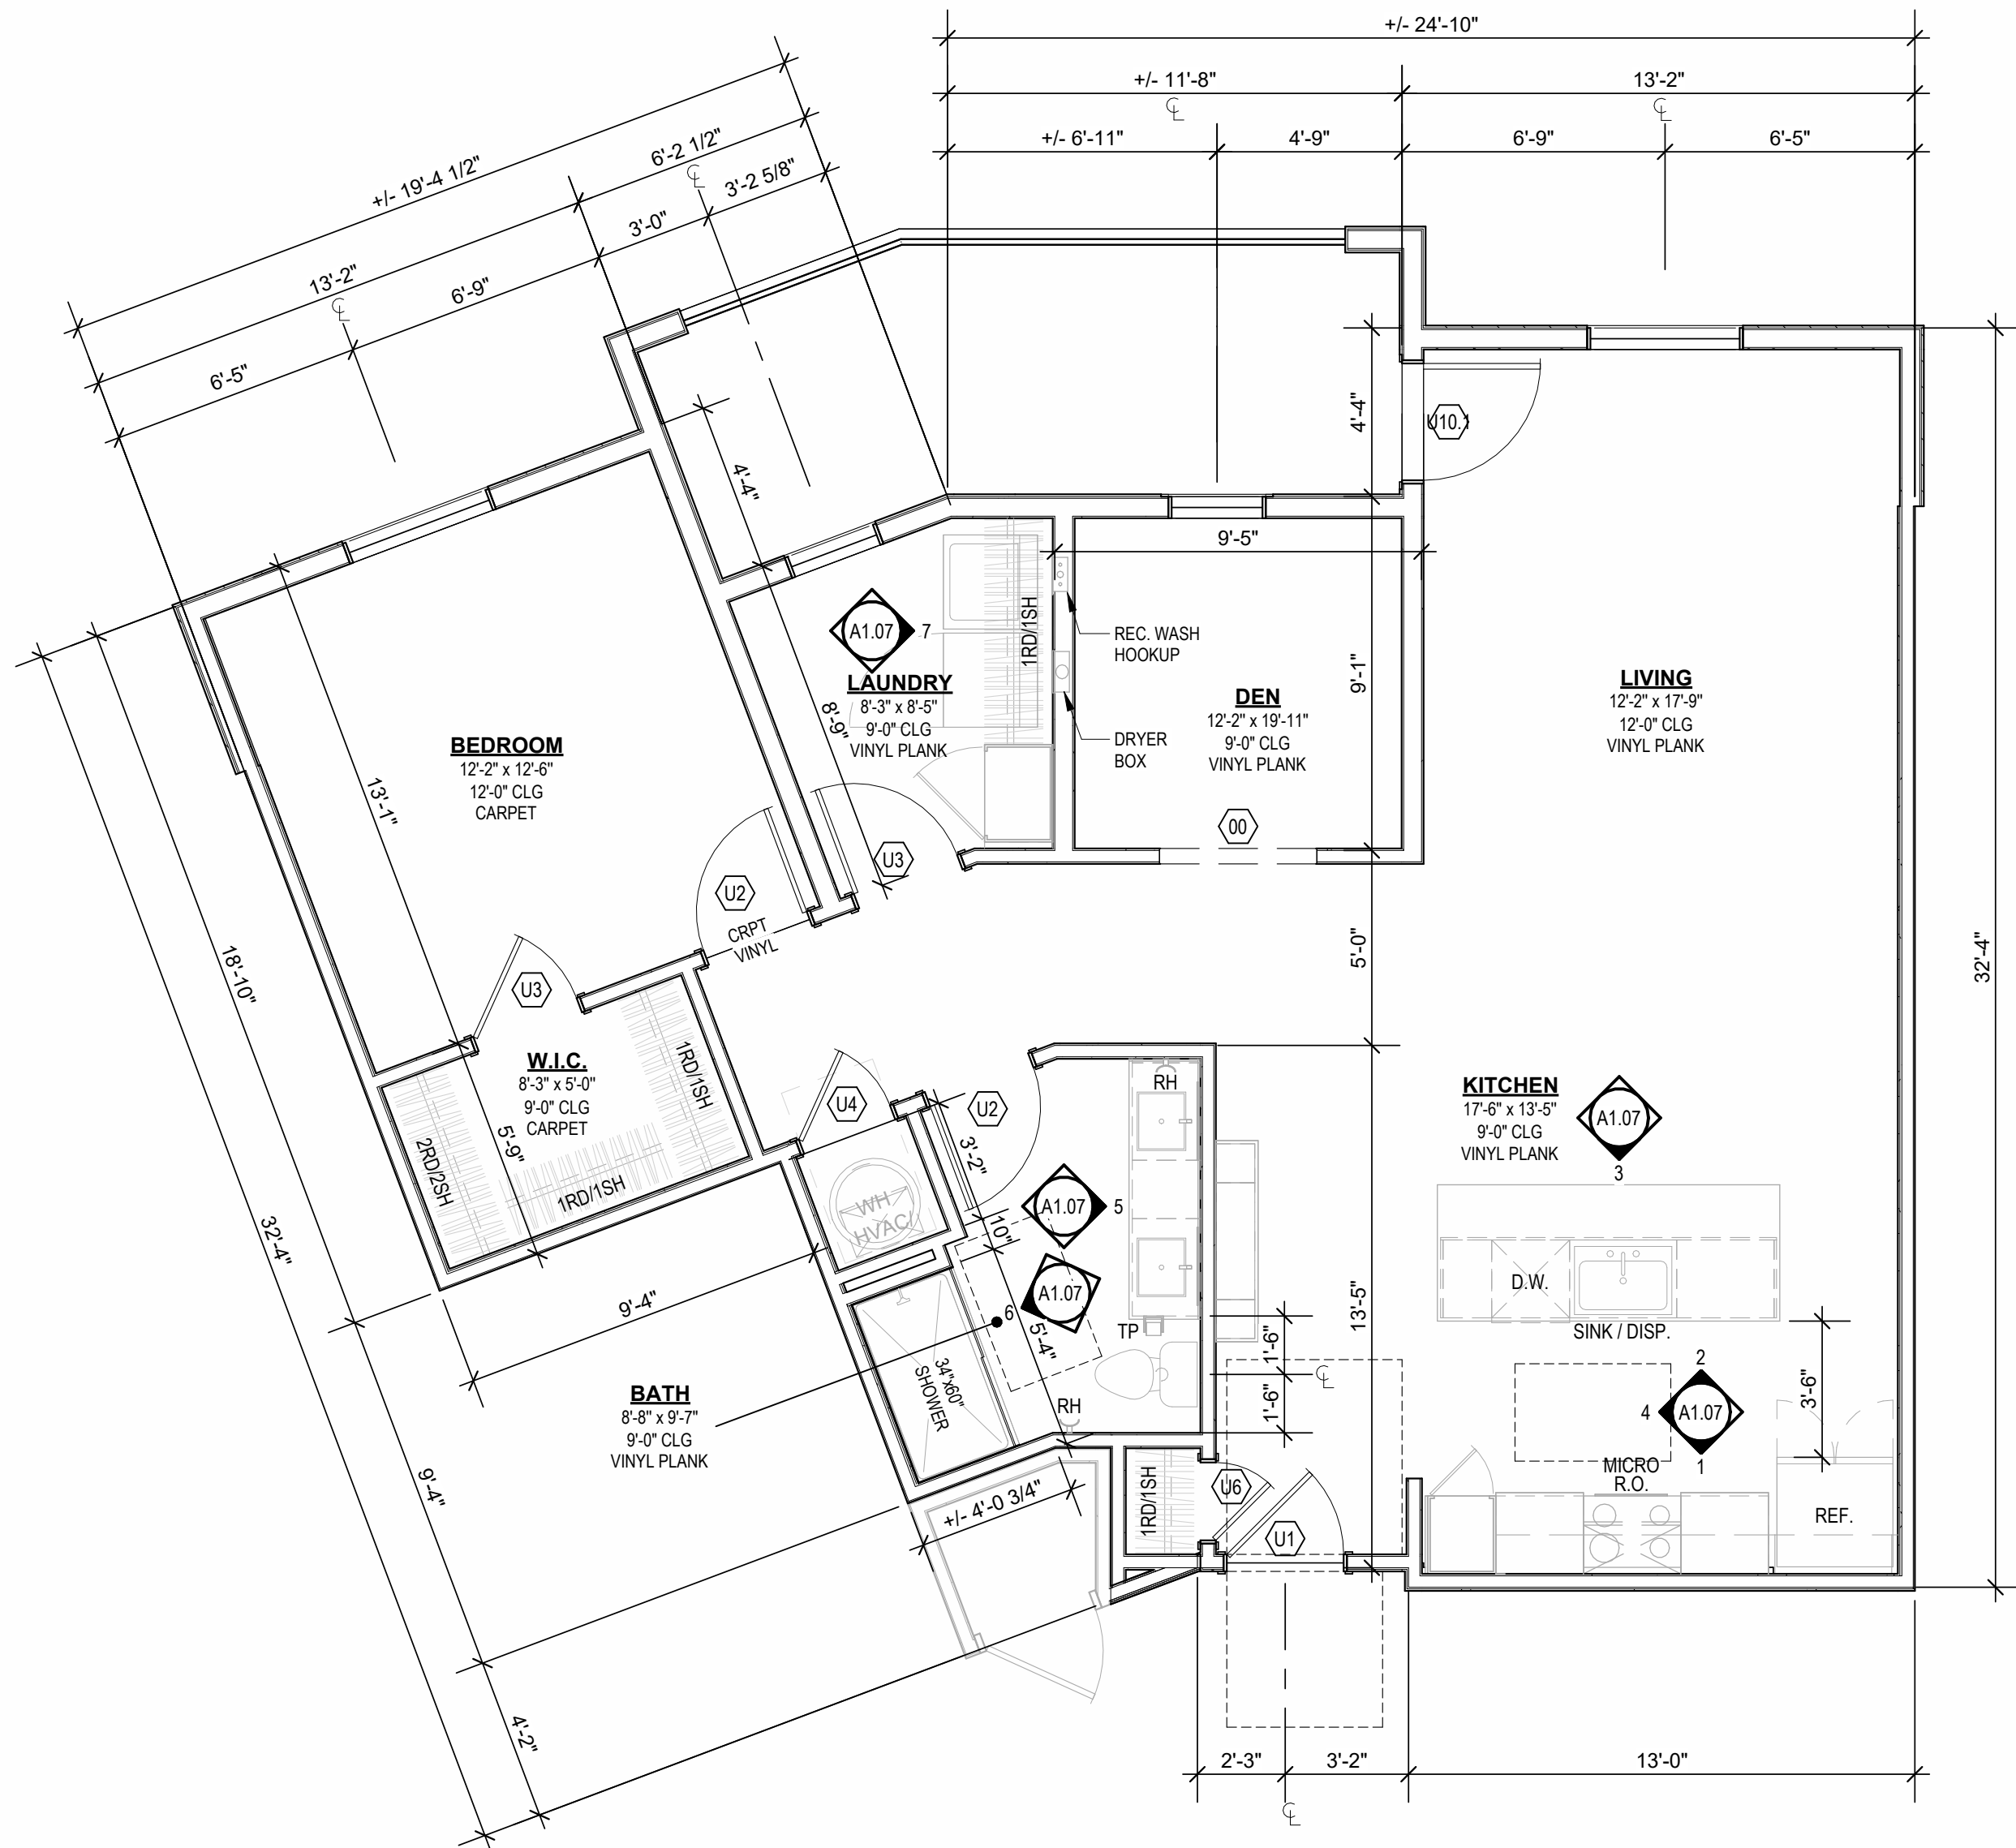 +/- 24'-10"
+/- 11'-8"
13'-2"
℄
℄
+/- 6'-11"
4'-9"
6'-9"
6'-5"
+/- 19'-4 1/2"
6'-2 1/2"
℄
3'-2 5/8"
3'-0"
13'-2"
℄
6'-9"
6'-5"
4'-4"
4'-4"
U10.1
9'-5"
A1.07
7
1RD/1SH
REC. WASH
HOOKUP
LAUNDRY
8'-3" x 8'-5"
9'-0" CLG
VINYL PLANK
8'-9"
9'-1"
DEN
12'-2" x 19'-11"
9'-0" CLG
VINYL PLANK
LIVING
12'-2" x 17'-9"
12'-0" CLG
VINYL PLANK
DRYER
BOX
BEDROOM
12'-2" x 12'-6"
12'-0" CLG
CARPET
13'-1"
00
U3
U2
CRPT
VINYL
18'-10"
5'-0"
32'-4"
U3
W.I.C.
8'-3" x 5'-0"
9'-0" CLG
CARPET
1RD/1SH
2RD/2SH
1RD/1SH
5'-9"
U4
U2
RH
3'-2"
KITCHEN
17'-6" x 13'-5"
9'-0" CLG
VINYL PLANK
A1.07
3
WH
HVAC/
A1.07
5
10"
A1.07
6
32'-4"
9'-4"
D.W.
SINK / DISP.
TP
5'-4"
1'-6"
13'-5"
℄
1'-6"
34"x60"
SHOWER
RH
BATH
8'-8" x 9'-7"
9'-0" CLG
VINYL PLANK
2
4
A1.07
1
3'-6"
MICRO
R.O.
REF.
9'-4"
+/- 4'-0 3/4"
1RD/1SH
U6
U1
4'-2"
2'-3"
3'-2"
13'-0"
℄